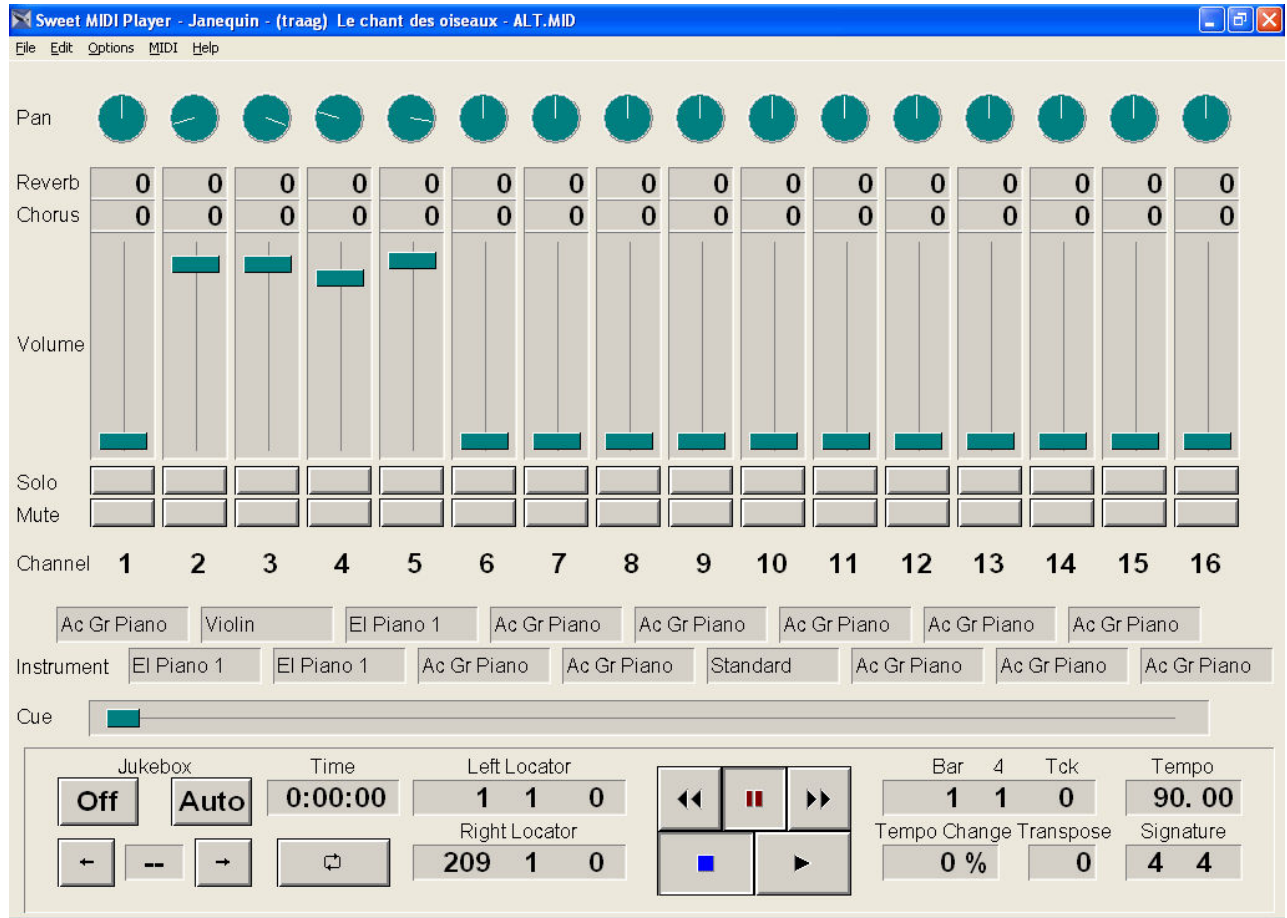 Sweet MIDI Player - Janequin - (traag) Le chant des oiseaux - ALT.MID
File Edit Options MIDI Help
Pan
Reverb 0 0 0 0 0 0 0 0 0 0 0 0 0 0 0 0
Chorus 0 0 0 0 0 0 0 0 0 0 0 0 0 0 0 0
Volume
Solo
Mute
Channel 1 2 3 4 5 6 7 8 9 10 11 12 13 14 15 16
Ac Gr Piano Violin El Piano 1 Ac Gr Piano Ac Gr Piano Ac Gr Piano Ac Gr Piano Ac Gr Piano
Instrument El Piano 1 El Piano 1 Ac Gr Piano Ac Gr Piano Standard Ac Gr Piano Ac Gr Piano Ac Gr Piano
Cue
Jukebox Time Left Locator Bar 4 Tck Tempo
Off Auto 0:00:00 1 1 0 1 1 0 90.00
Right Locator Tempo Change Transpose Signature
-- 209 1 0 0 % 0 4 4